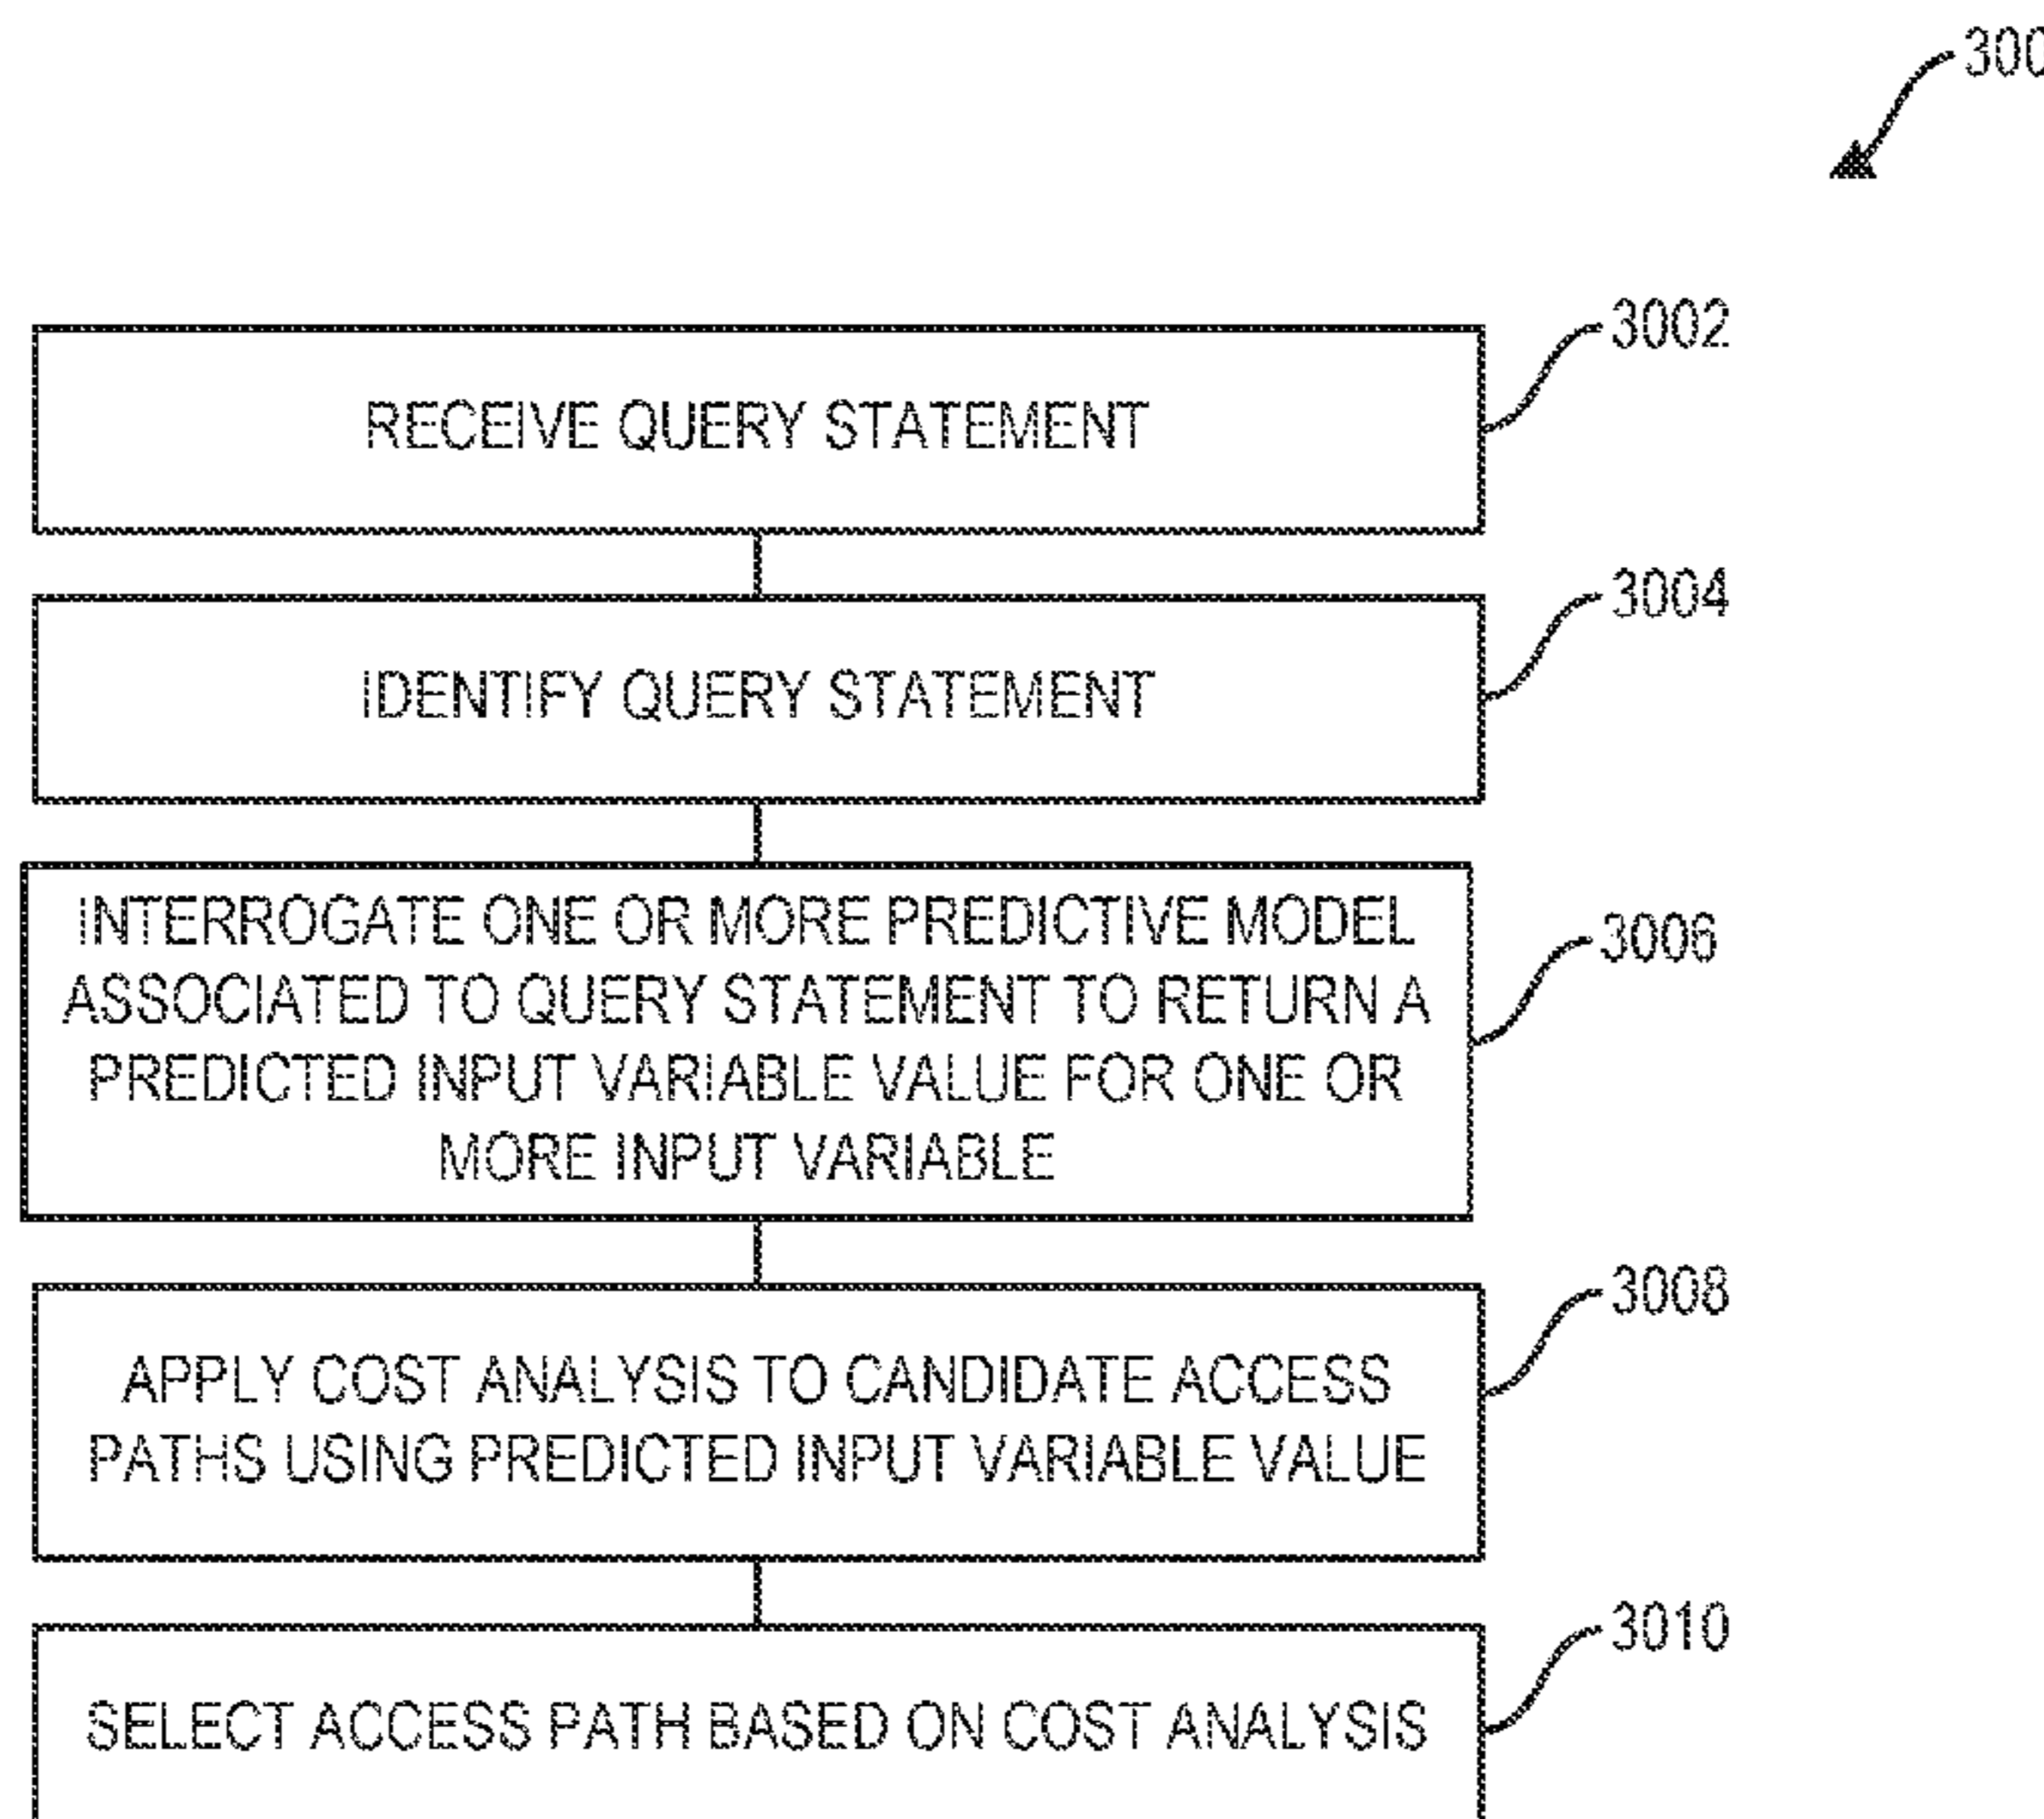 300
RECEIVE QUERY STATEMENT
3002
IDENTIFY QUERY STATEMENT
3004
INTERROGATE ONE OR MORE PREDICTIVE MODEL
ASSOCIATED TO QUERY STATEMENT TO RETURN A
PREDICTED INPUT VARIABLE VALUE FOR ONE OR
MORE INPUT VARIABLE
3006
APPLY COST ANALYSIS TO CANDIDATE ACCESS
PATHS USING PREDICTED INPUT VARIABLE VALUE
3008
SELECT ACCESS PATH BASED ON COST ANALYSIS
3010